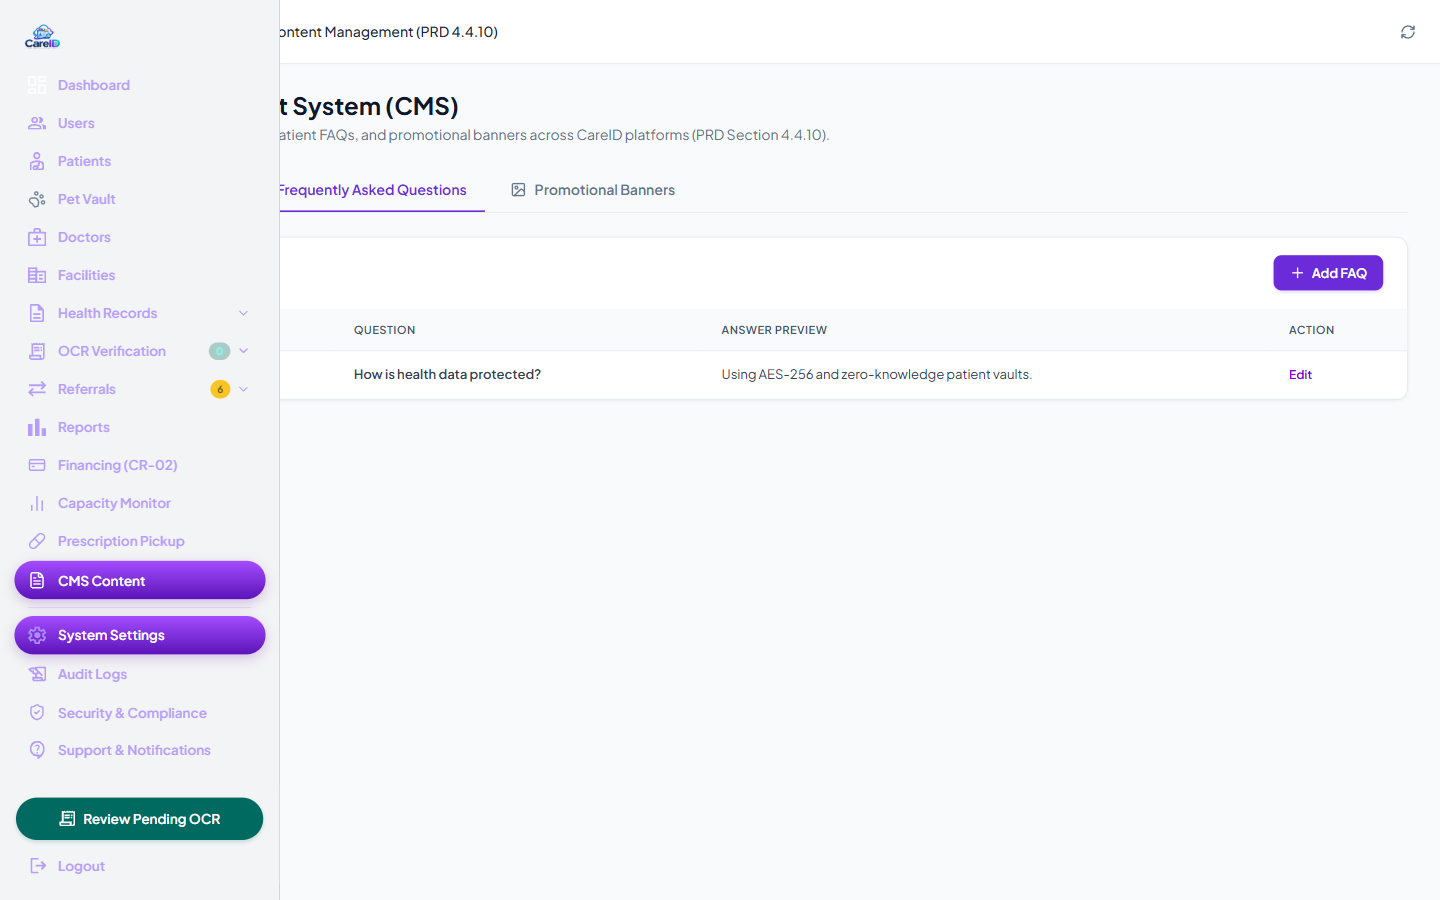 CareID
Dashboard
Users
Patients
Pet Vault
Doctors
Facilities
Health Records
OCR Verification 0
Referrals 6
Reports
Financing (CR-02)
Capacity Monitor
Prescription Pickup
CMS Content
System Settings
Audit Logs
Security & Compliance
Support & Notifications
Review Pending OCR
Logout
ontent Management (PRD 4.4.10)
t System (CMS)
atient FAQs, and promotional banners across CareID platforms (PRD Section 4.4.10).
Frequently Asked Questions
Promotional Banners
Add FAQ
QUESTION ANSWER PREVIEW ACTION
How is health data protected? Using AES-256 and zero-knowledge patient vaults. Edit